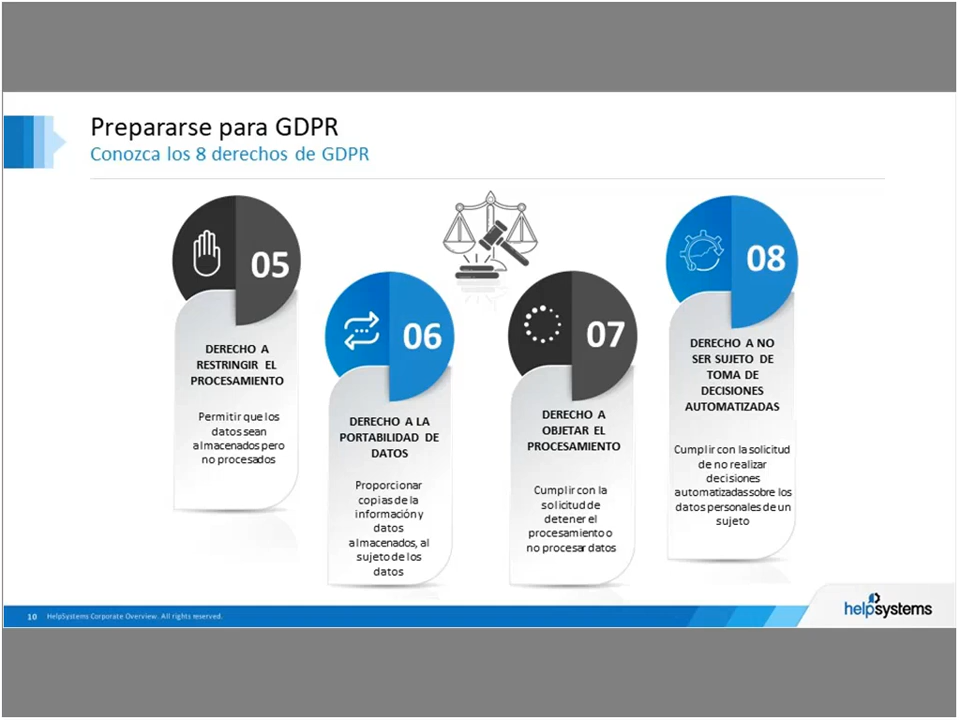 Prepararse para GDPR
Conozca los 8 derechos de GDPR
05
DERECHO A
RESTRINGIR EL
PROCESAMIENTO
Permitir que los
datos sean
almacenados pero
no procesados
06
DERECHO A LA
PORTABILIDAD DE
DATOS
Proporcionar
copias de la
información y
datos
almacenados, al
sujeto de los
datos
07
DERECHO A
OBJETAR EL
PROCESAMIENTO
Cumplir con la
solicitud de
detener el
procesamiento o
no procesar datos
08
DERECHO A NO
SER SUJETO DE
TOMA DE
DECISIONES
AUTOMATIZADAS
Cumplir con la solicitud
de no realizar
decisiones
automatizadas sobre los
datos personales de un
sujeto
10 HelpSystems Corporate Overview. All rights reserved.
helpsystems